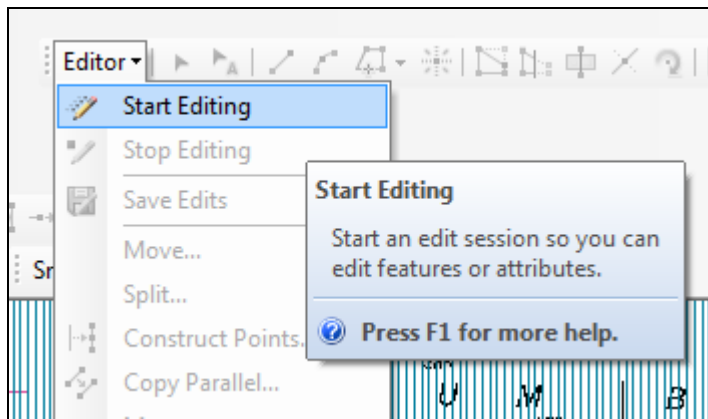 Editor
Start Editing
Stop Editing
Save Edits
Start Editing
Start an edit session so you can
edit features or attributes.
Move...
Sr
Split...
Press F1 for more help.
Construct Points.
Copy Parallel...
U M B